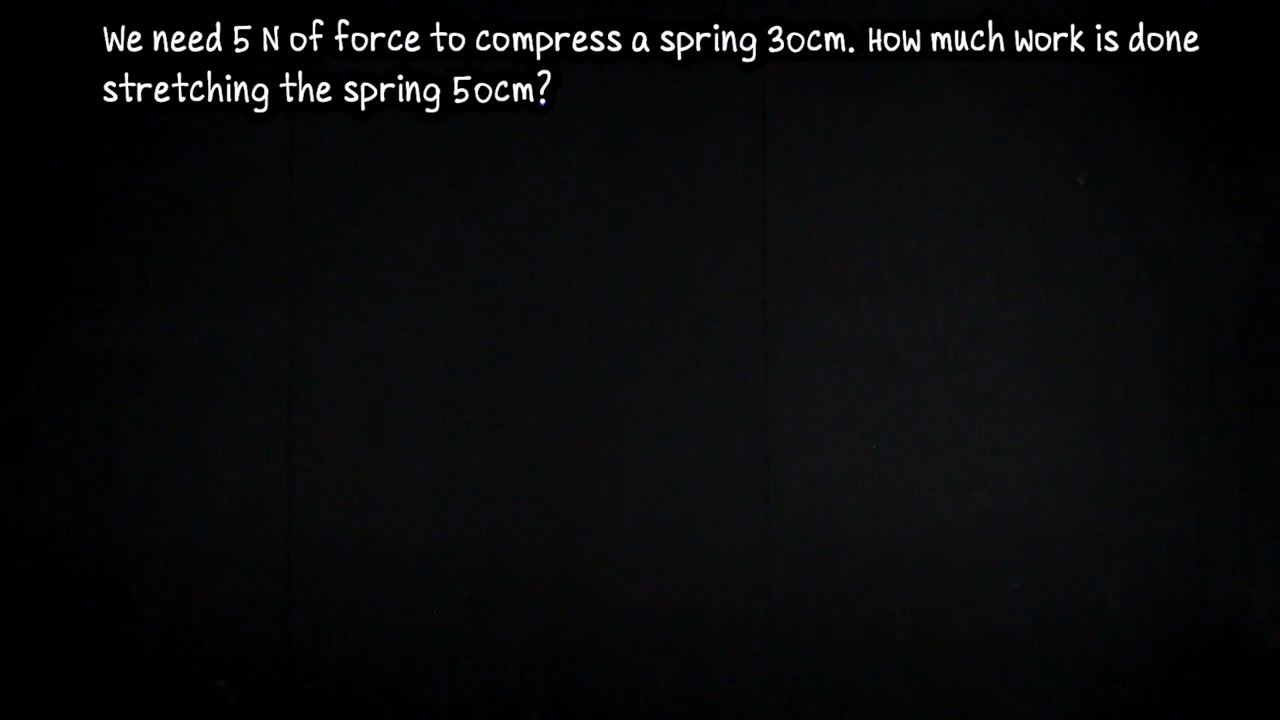 We need 5 N of force to compress a spring 30cm. How much work is done
stretching the spring 50cm?